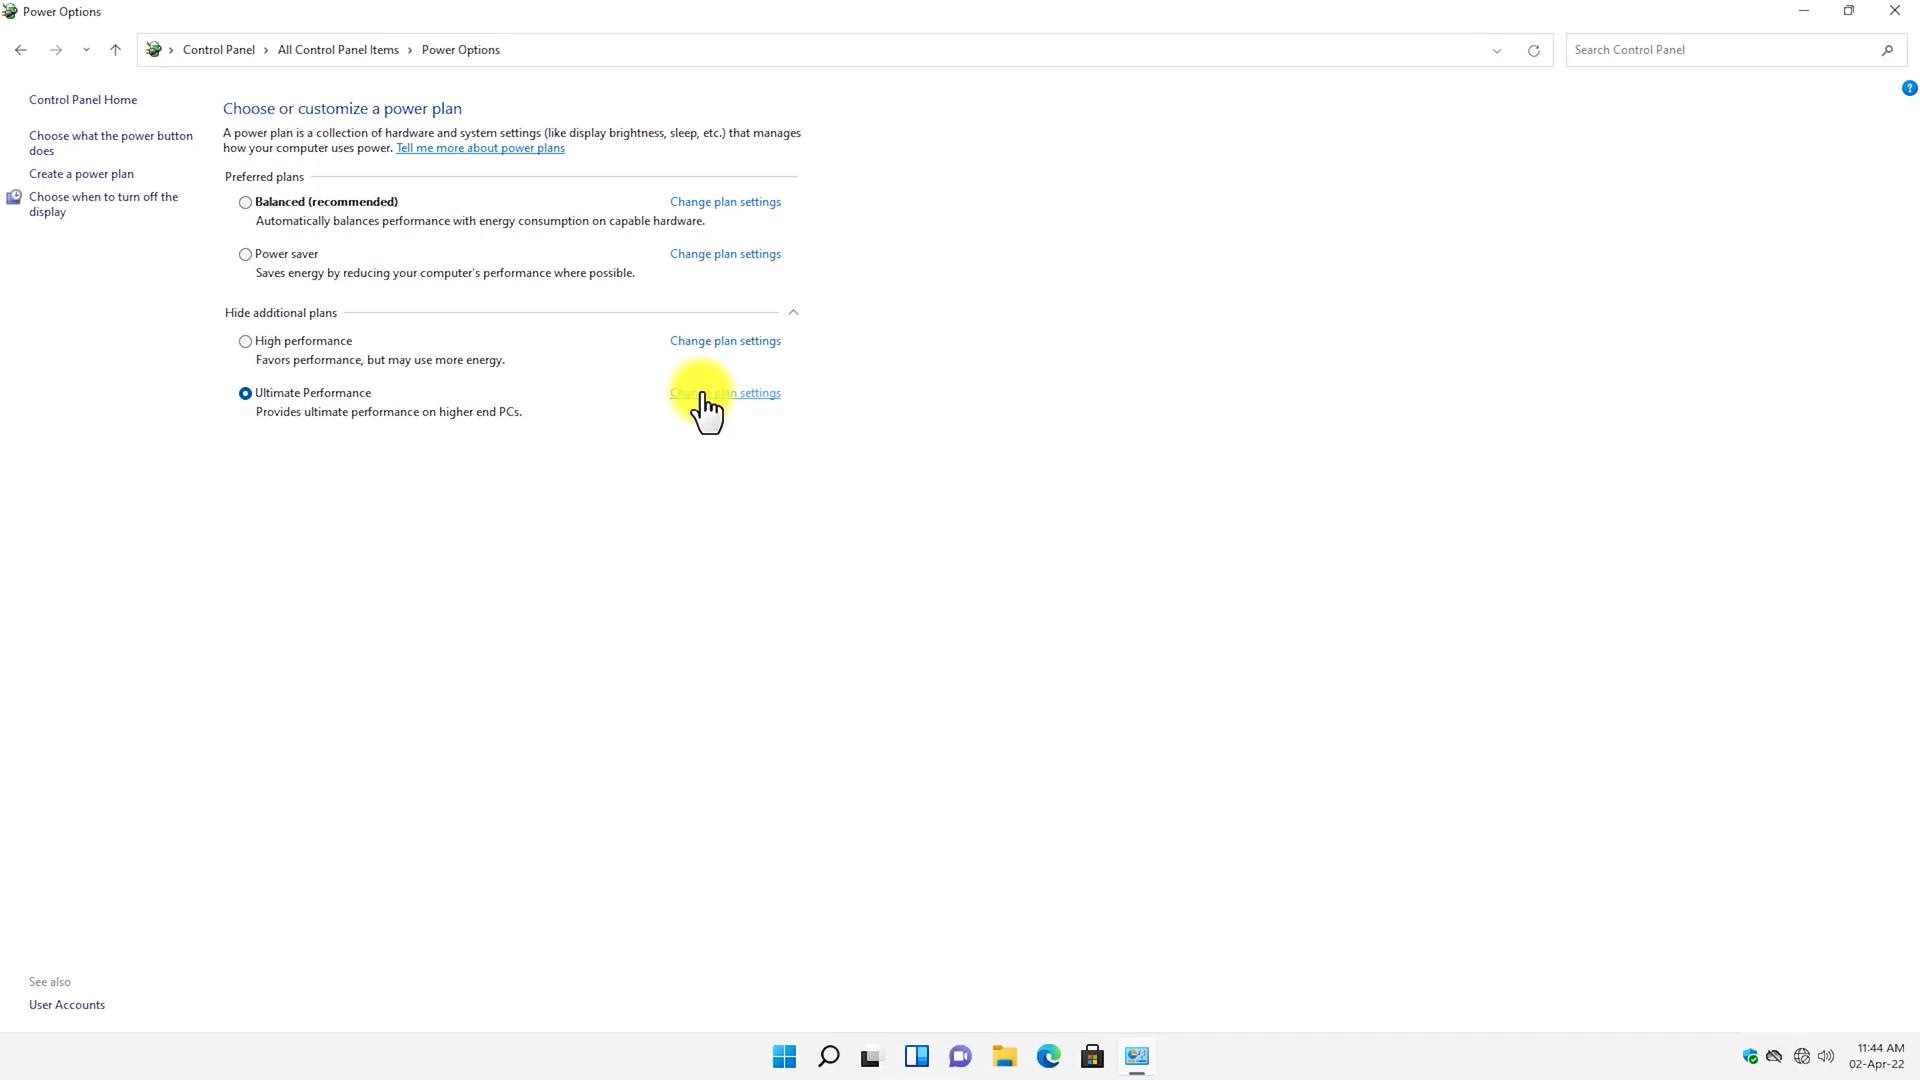 Power Options
Control Panel
All Control Panel Items
Power Options
Search Control Panel
Control Panel Home
Choose what the power button
does
Create a power plan
Choose when to turn off the
display
Choose or customize a power plan
A power plan is a collection of hardware and system settings (like display brightness, sleep, etc.) that manages
how your computer uses power. Tell me more about power plans
Preferred plans
Balanced (recommended) Change plan settings
Automatically balances performance with energy consumption on capable hardware.
Power saver Change plan settings
Saves energy by reducing your computer's performance where possible.
Hide additional plans
High performance Change plan settings
Favors performance, but may use more energy.
Ultimate Performance Change plan settings
Provides ultimate performance on higher end PCs.
See also
User Accounts
11:44 AM
02-Apr-22